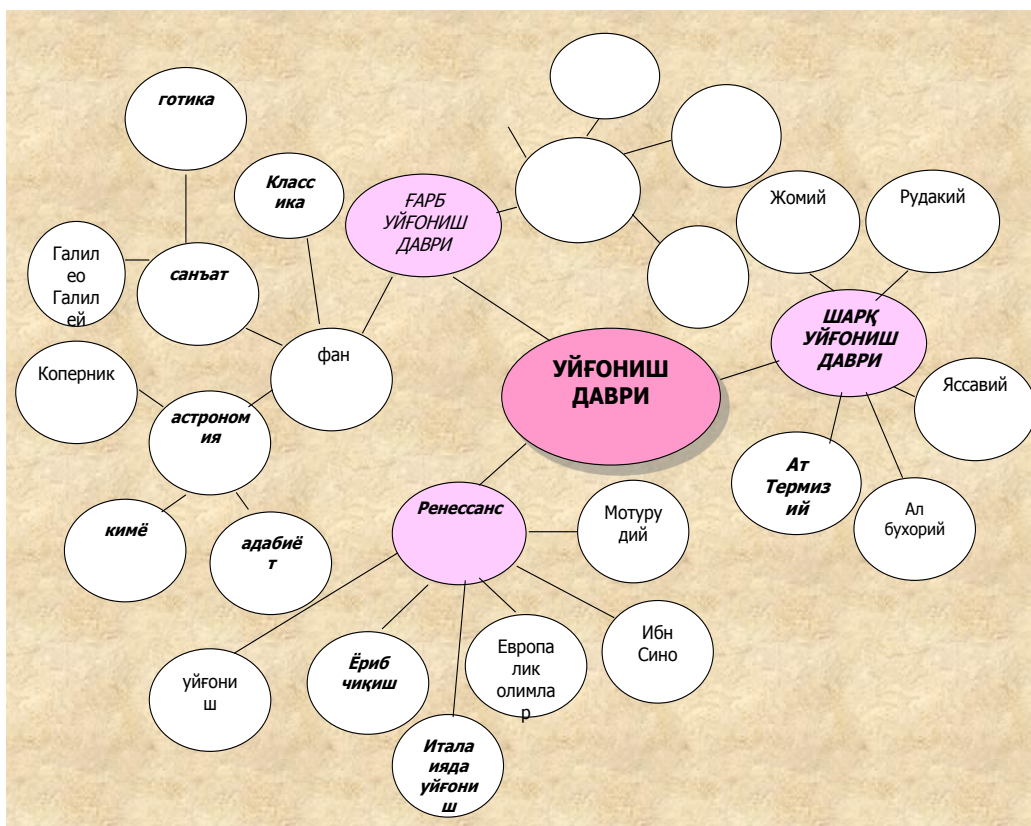 готика
Класс
ика
ҒАРБ
УЙҒОНИШ
ДАВРИ
Жомий
Рудакий
Галил
ео
Галил
ей
санъат
ШАРҚ
УЙҒОНИШ
ДАВРИ
фан
УЙҒОНИШ
ДАВРИ
Коперник
Яссавий
астроном
ия
Ат
Термиз
ий
Ал
бухорий
кимё
адабиё
т
Ренессанс
Мотуру
дий
уйғони
ш
Ёриб
чиқиш
Европа
лик
олимла
р
Ибн
Сино
Итала
ияда
уйғони
ш